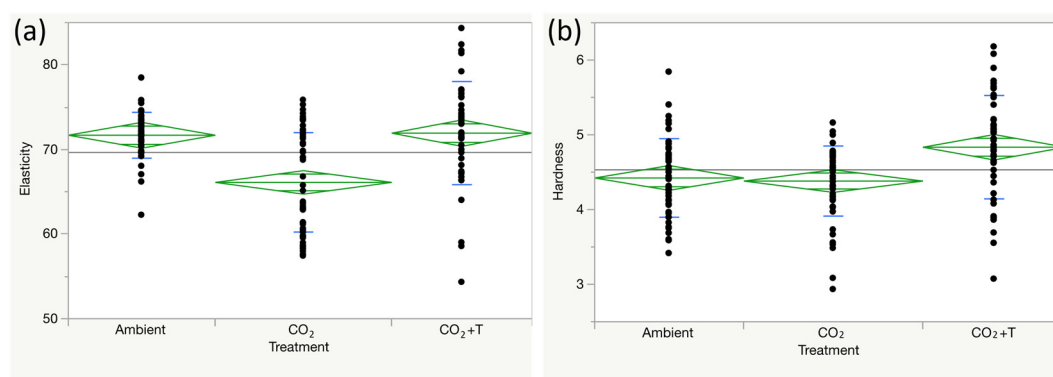 (a)
80
70
60
50
Elasticity
Ambient
CO₂
CO₂+T
Treatment
(b)
6
5
4
3
Hardness
Ambient
CO₂
CO₂+T
Treatment